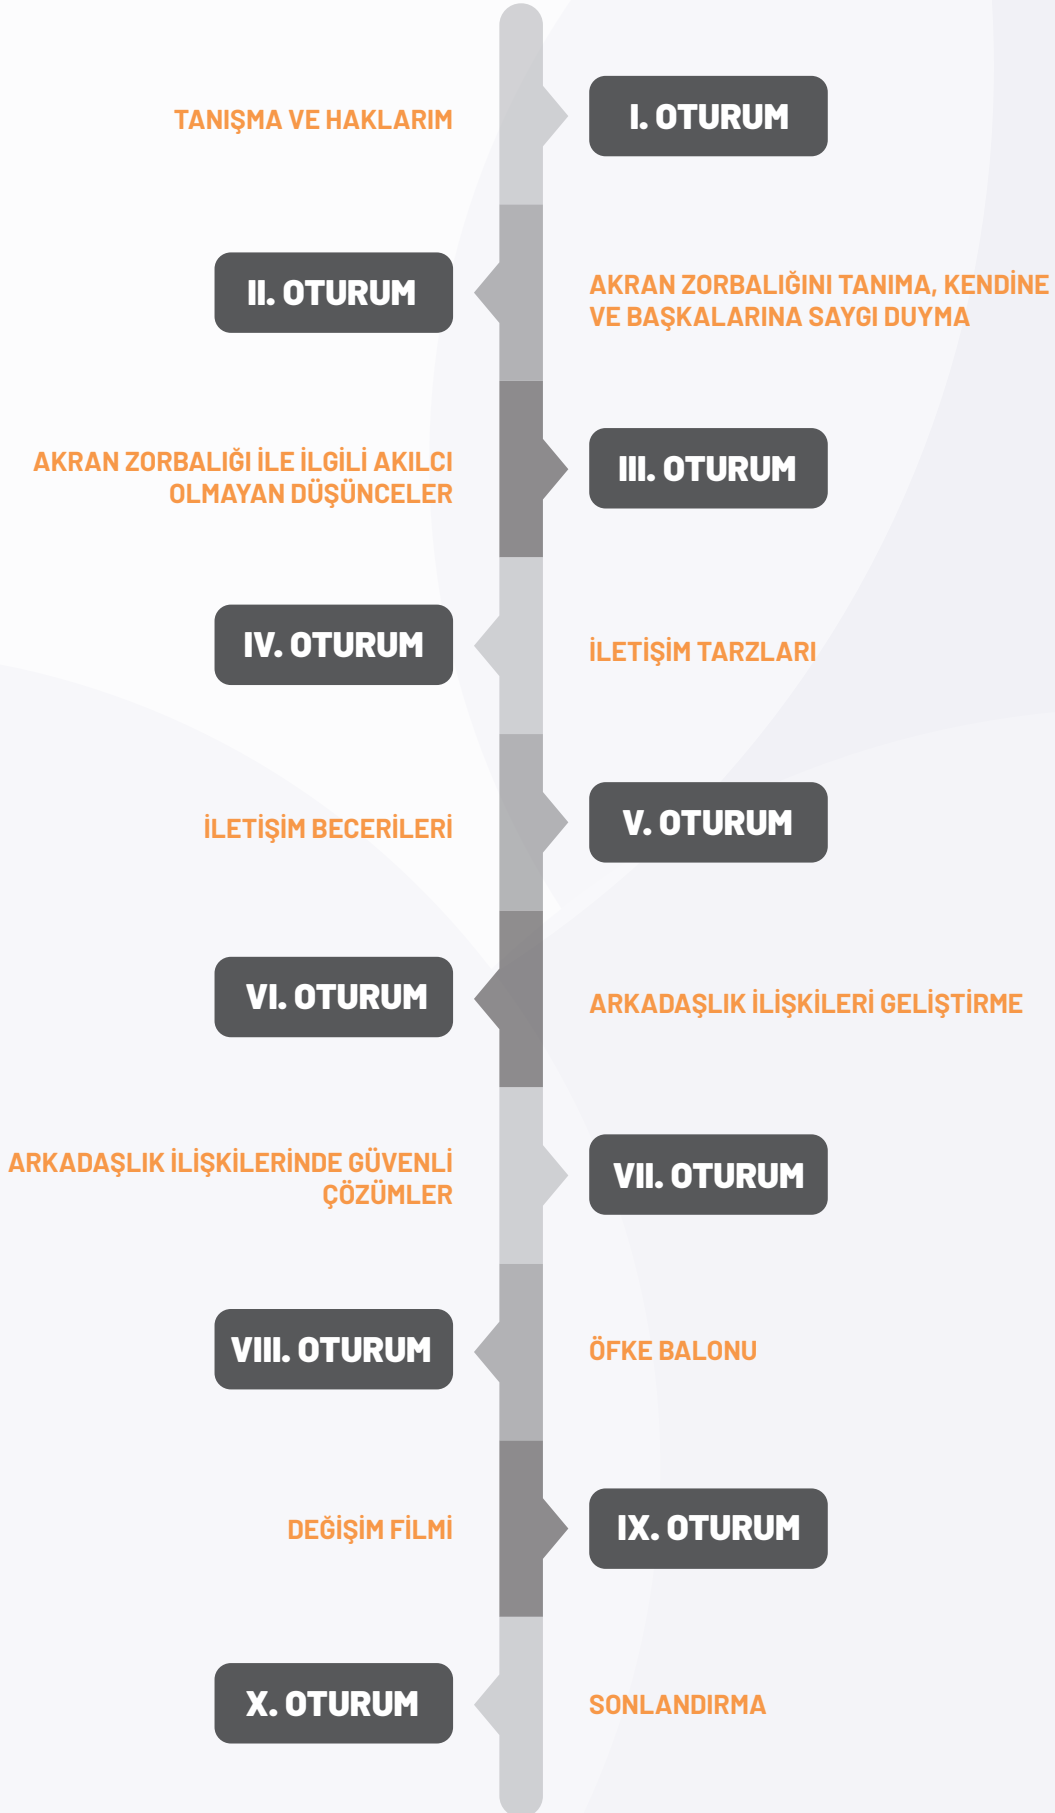 TANIŞMA VE HAKLARIM
I. OTURUM
II. OTURUM
AKRAN ZORBALIĞINI TANIMA, KENDİNE
VE BAŞKALARINA SAYGI DUYMA
AKRAN ZORBALIĞI İLE İLGİLİ AKILCI
OLMAYAN DÜŞÜNCELER
III. OTURUM
IV. OTURUM
İLETİŞİM TARZLARI
İLETİŞİM BECERİLERİ
V. OTURUM
VI. OTURUM
ARKADAŞLIK İLİŞKİLERİ GELİŞTİRME
ARKADAŞLIK İLİŞKİLERİNDE GÜVENLİ
ÇÖZÜMLER
VII. OTURUM
VIII. OTURUM
ÖFKE BALONU
DEĞİŞİM FİLMİ
IX. OTURUM
X. OTURUM
SONLANDIRMA